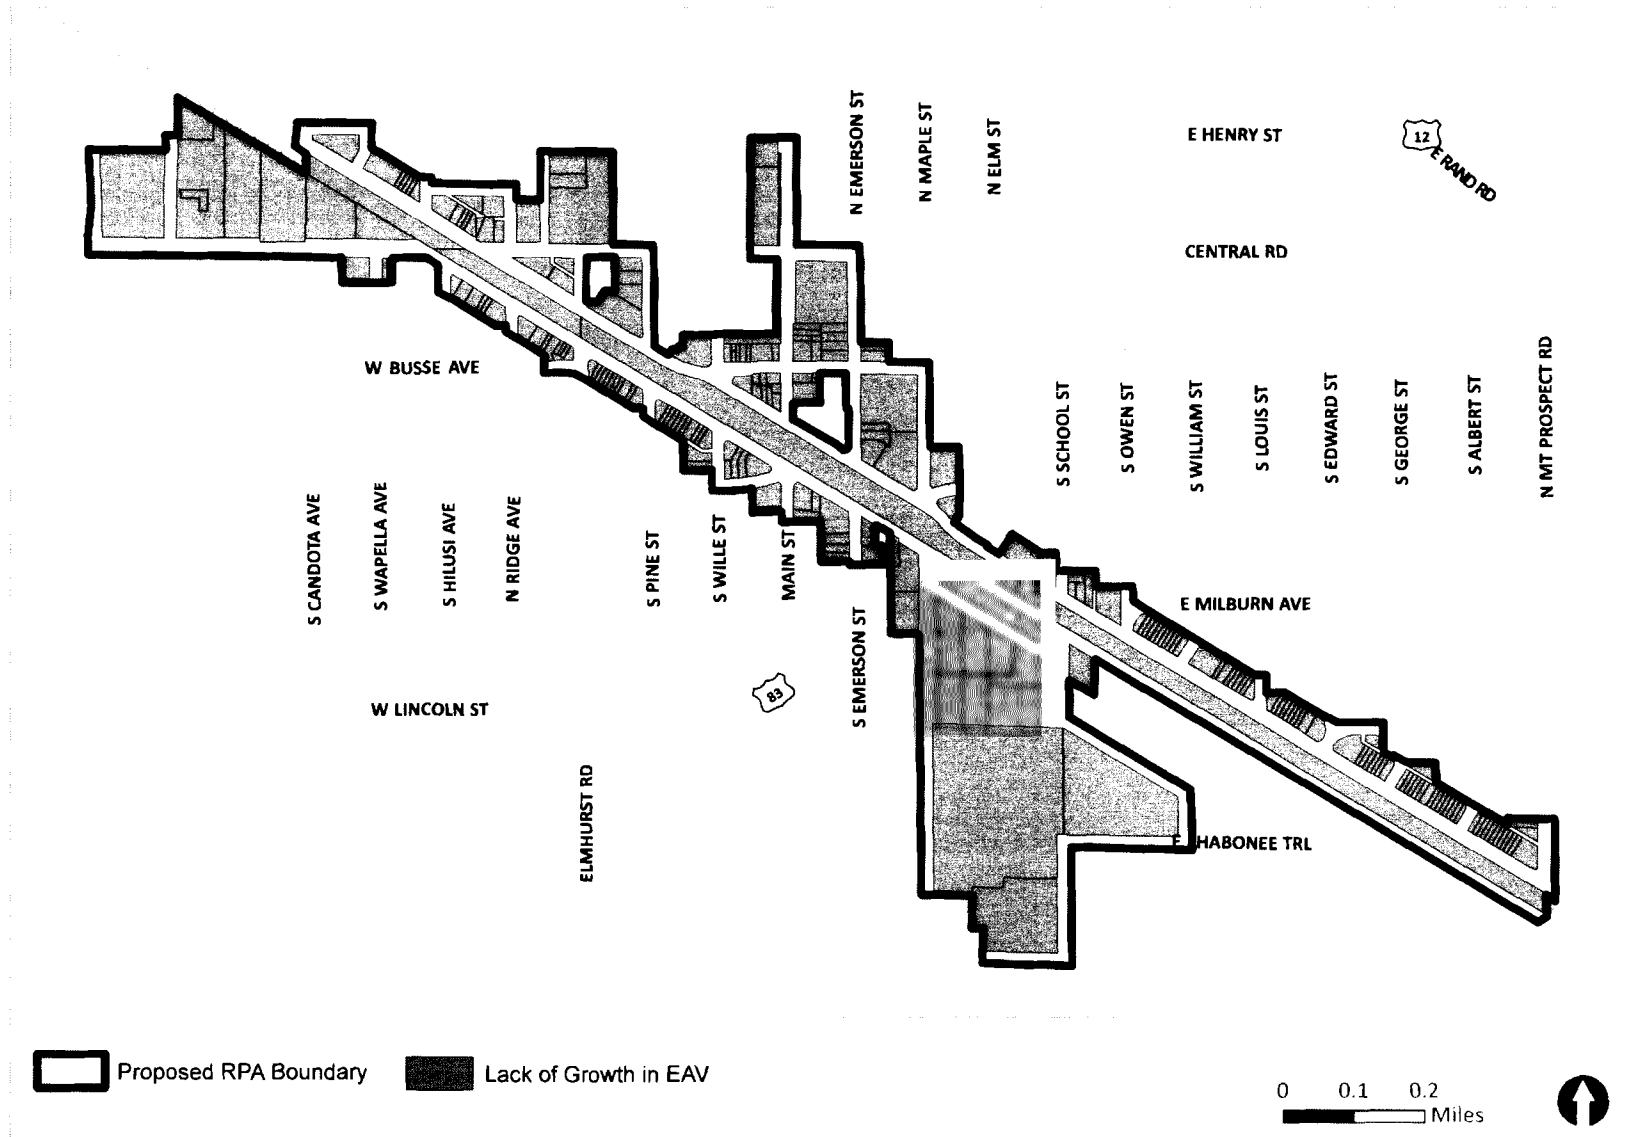 N EMERSON ST
N MAPLE ST
N ELM ST
E HENRY ST
12
E RAND RD
CENTRAL RD
W BUSSE AVE
S SCHOOL ST
S OWEN ST
S WILLIAM ST
S LOUIS ST
S EDWARD ST
S GEORGE ST
S ALBERT ST
N MT PROSPECT RD
S CANDOTA AVE
S WAPELLA AVE
S HILUSI AVE
N RIDGE AVE
S PINE ST
S WILLE ST
MAIN ST
S EMERSON ST
E MILBURN AVE
83
W LINCOLN ST
ELMHURST RD
HABONEE TRL
Proposed RPA Boundary
Lack of Growth in EAV
0 0.1 0.2
Miles